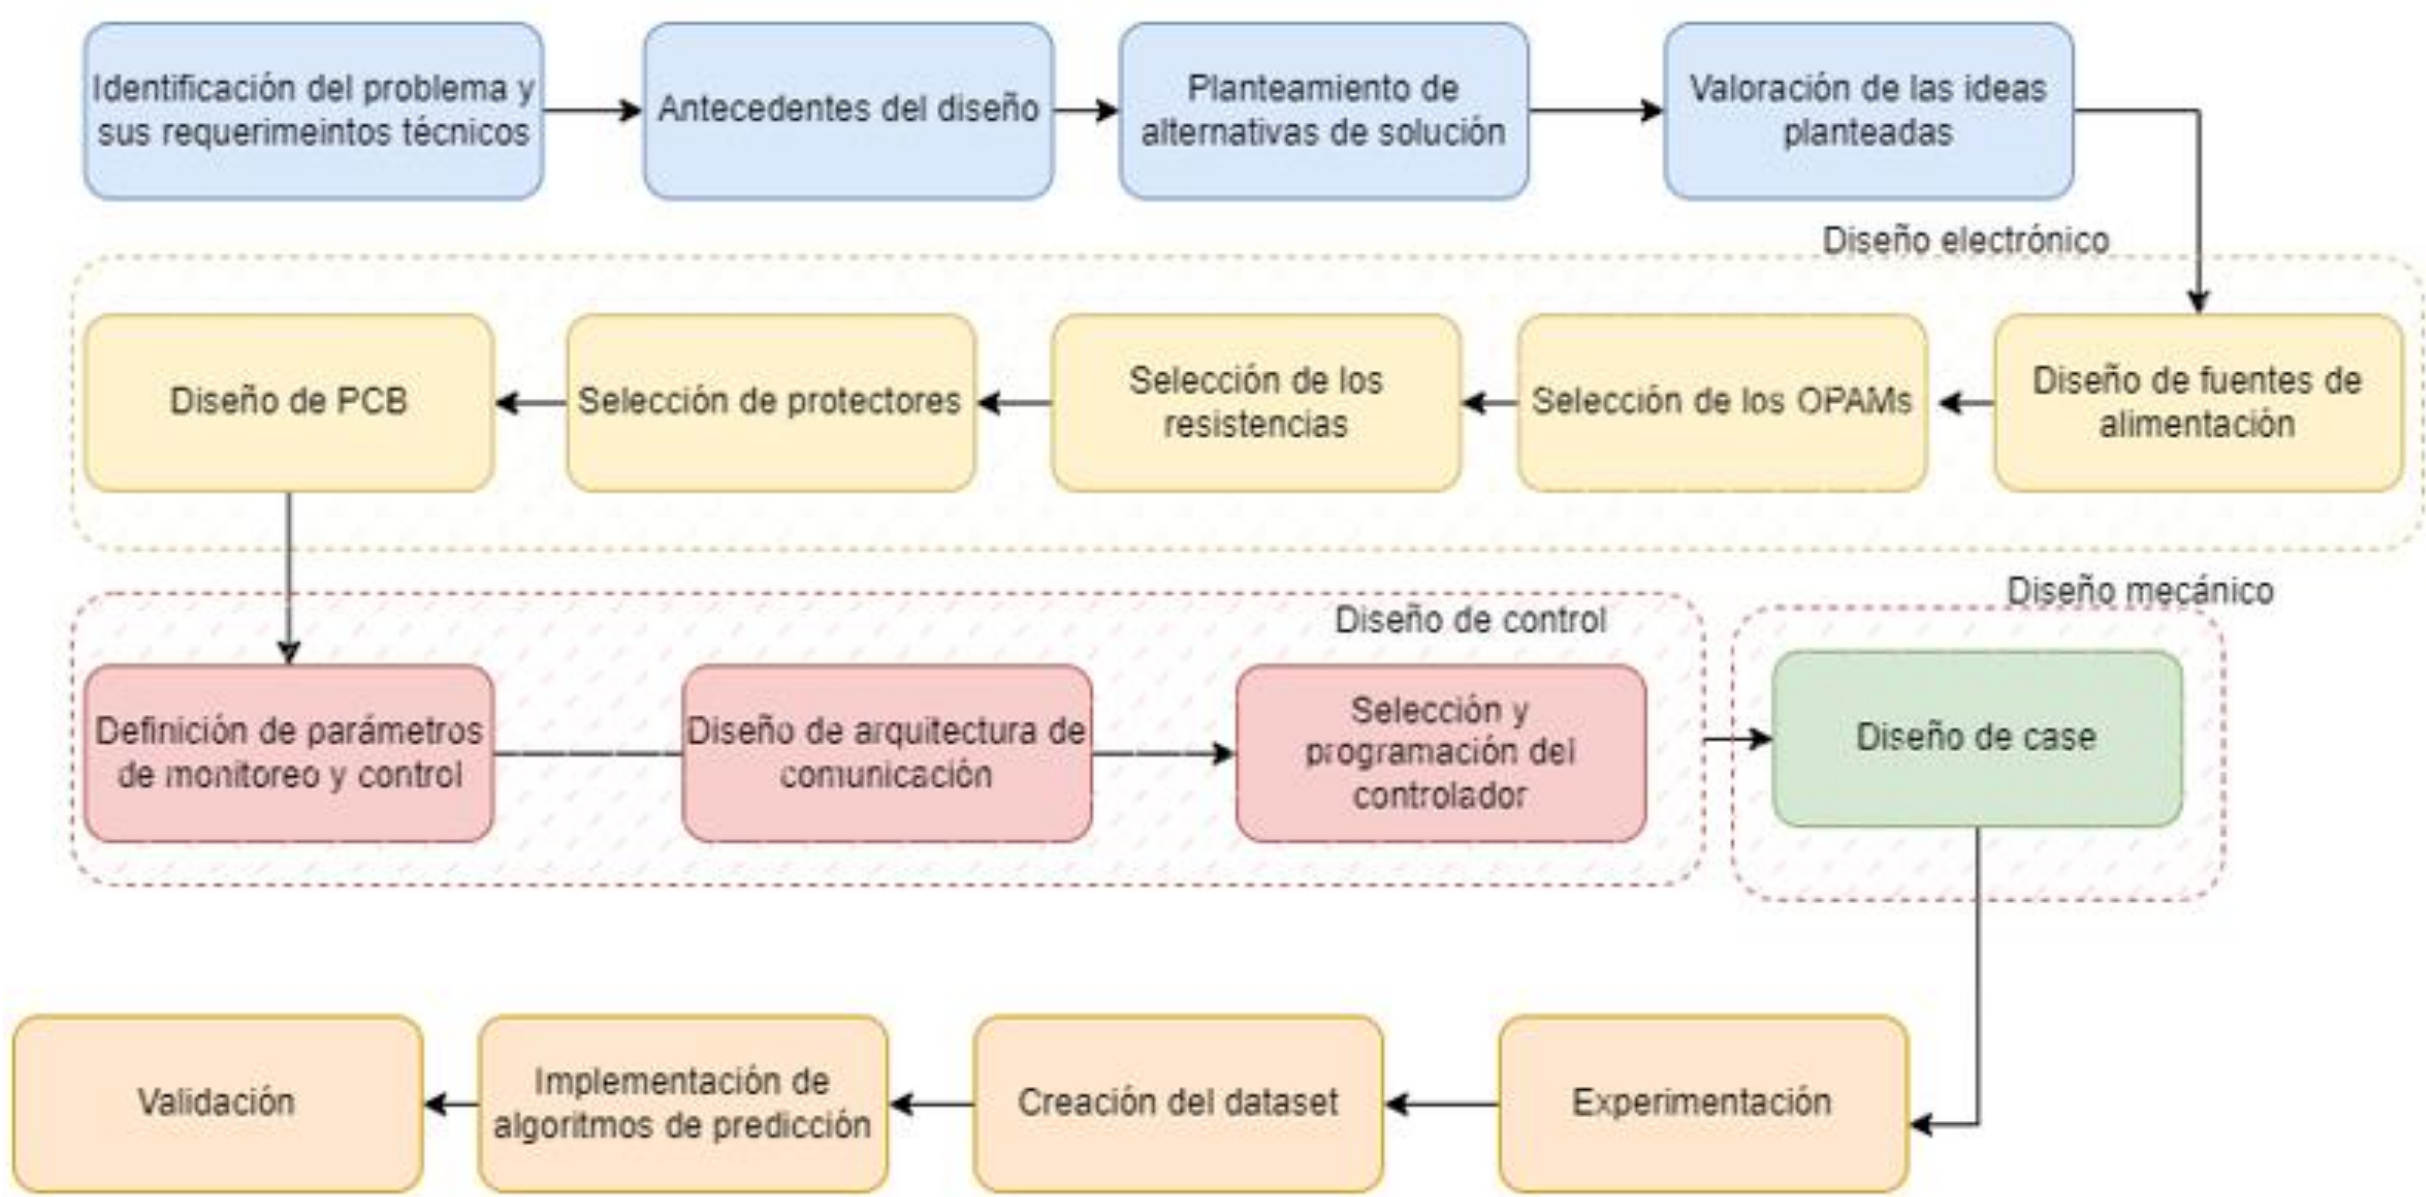 Identificación del problema y
sus requerimeintos técnicos
Antecedentes del diseño
Planteamiento de
alternativas de solución
Valoración de las ideas
planteadas
Diseño electrónico
Diseño de PCB
Selección de protectores
Selección de los
resistencias
Selección de los OPAMs
Diseño de fuentes de
alimentación
Diseño de control
Diseño mecánico
Definición de parámetros
de monitoreo y control
Diseño de arquitectura de
comunicación
Selección y
programación del
controlador
Diseño de case
Validación
Implementación de
algoritmos de predicción
Creación del dataset
Experimentación